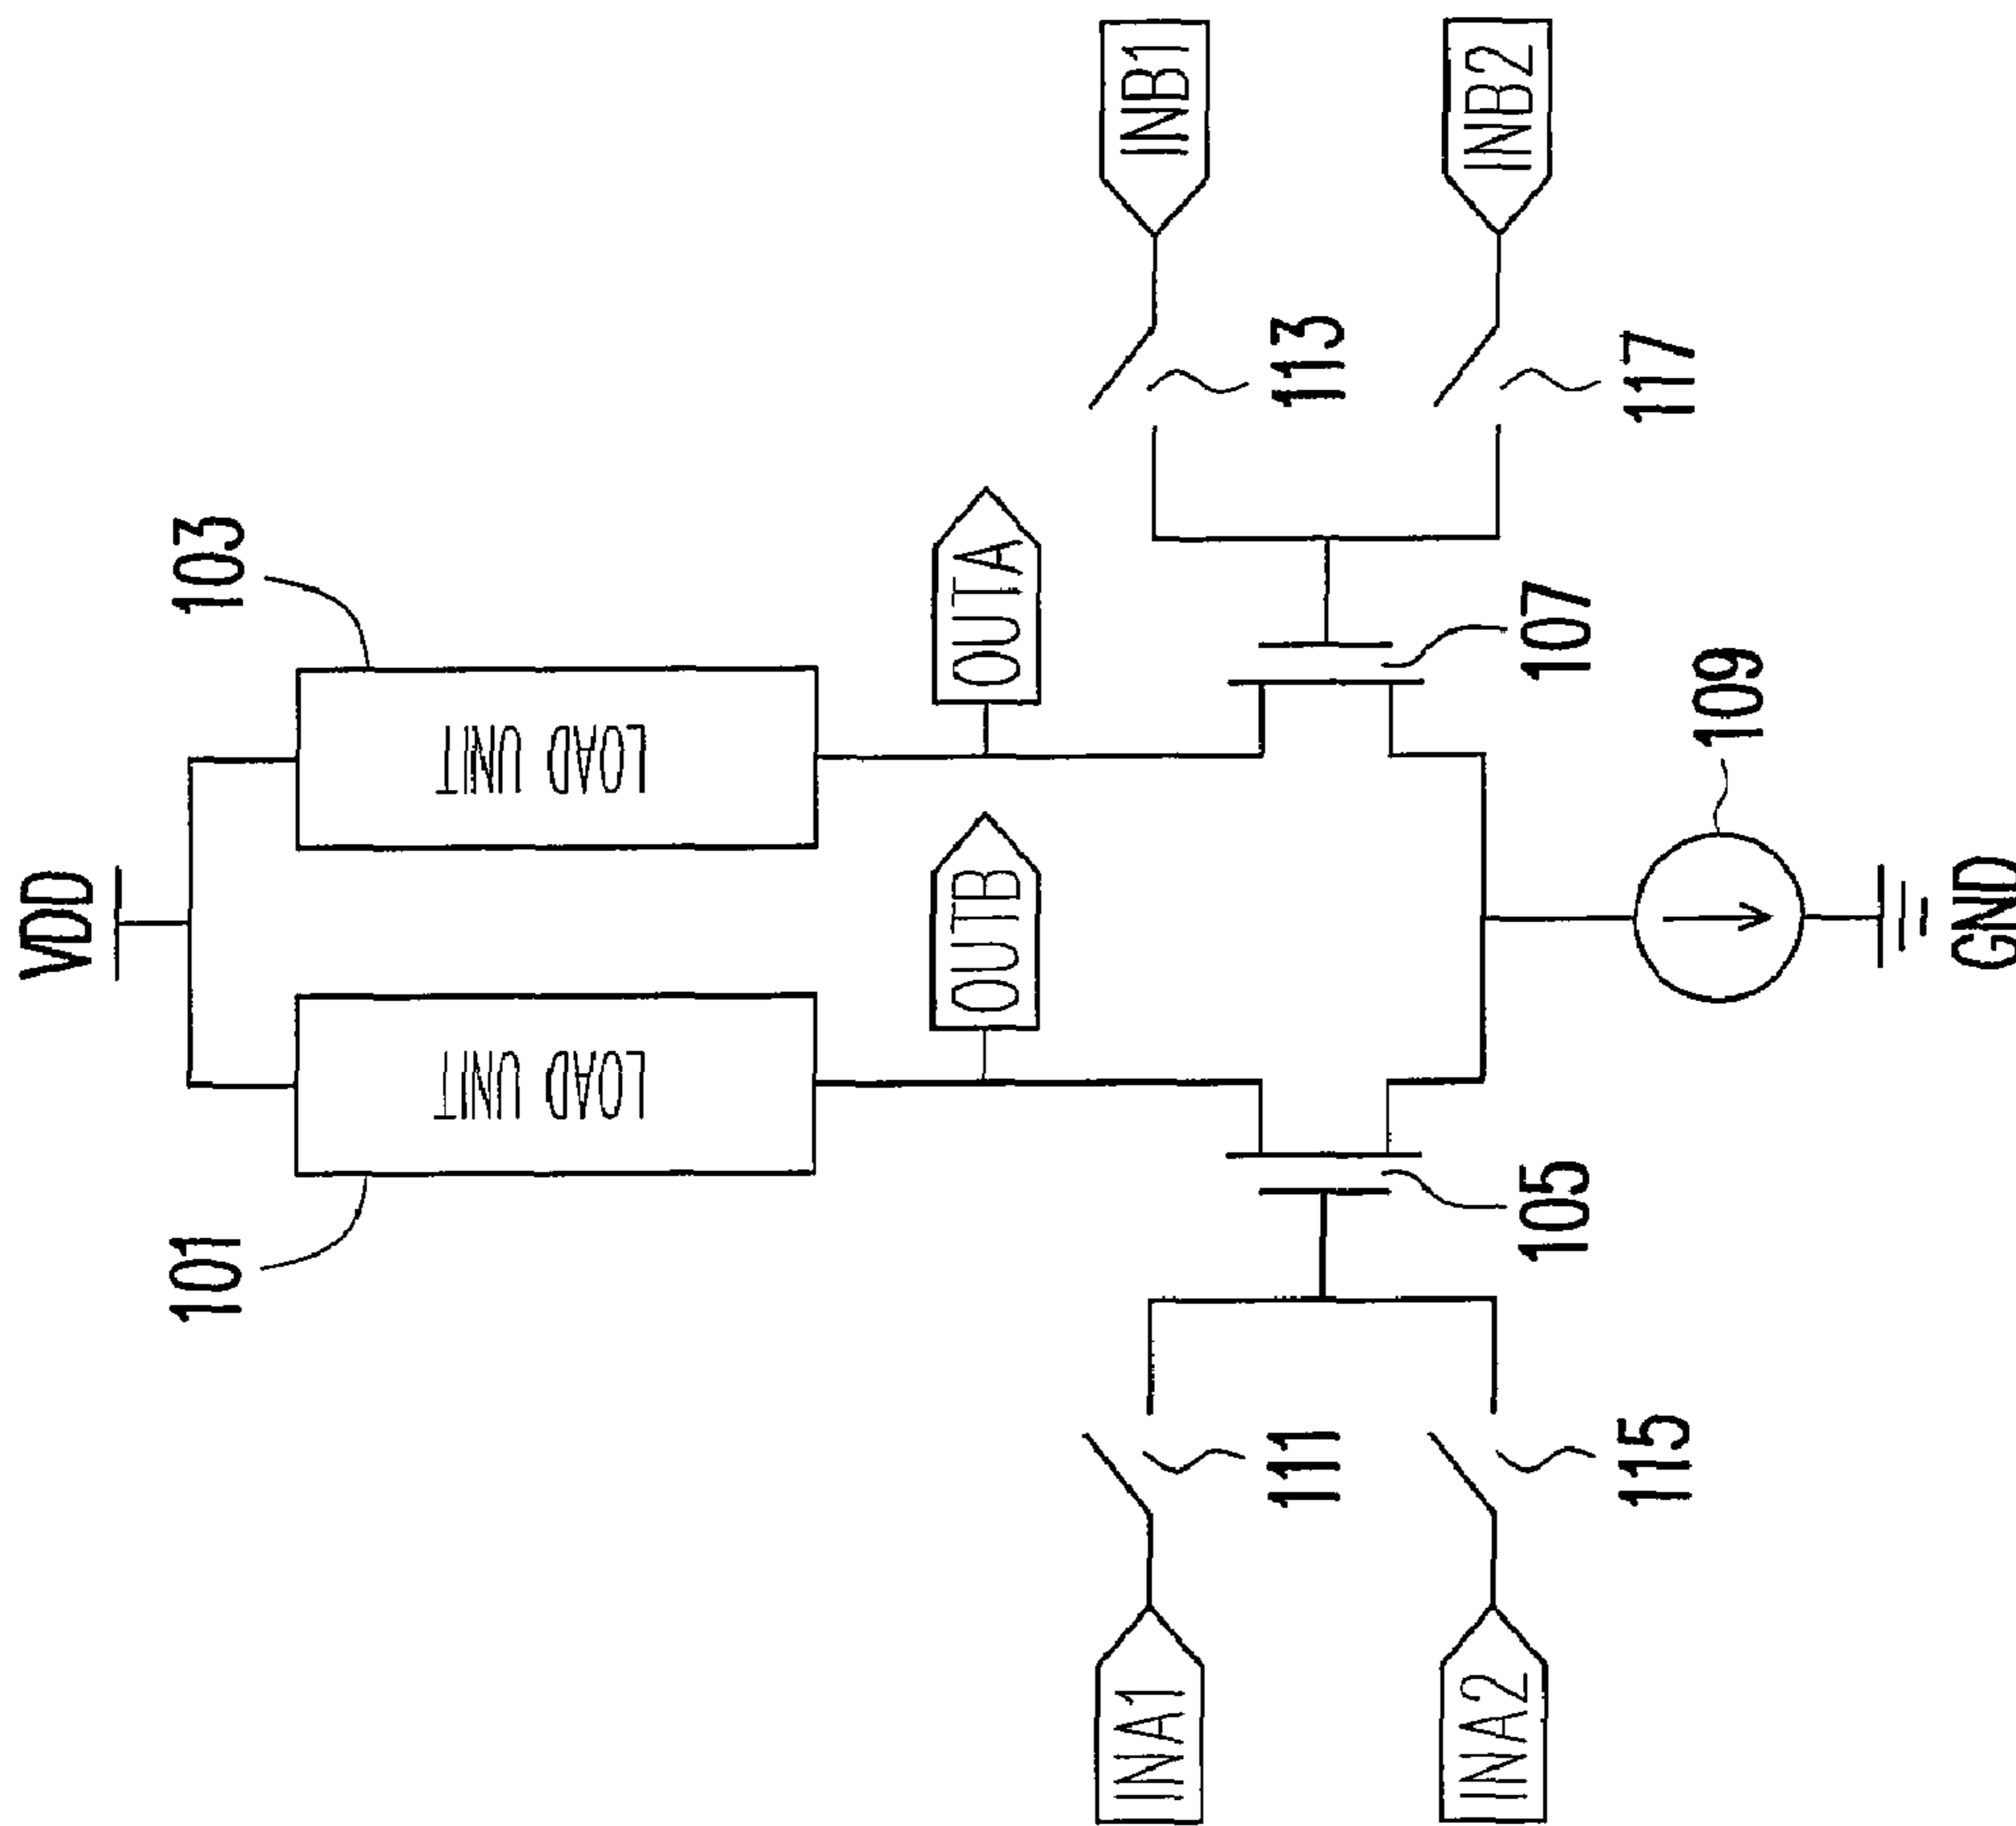 VDD
101
LOAD UNIT
LOAD UNIT
103
OUTB
OUTA
INA1
111
INB1
113
105
107
INA2
115
INB2
117
109
GND